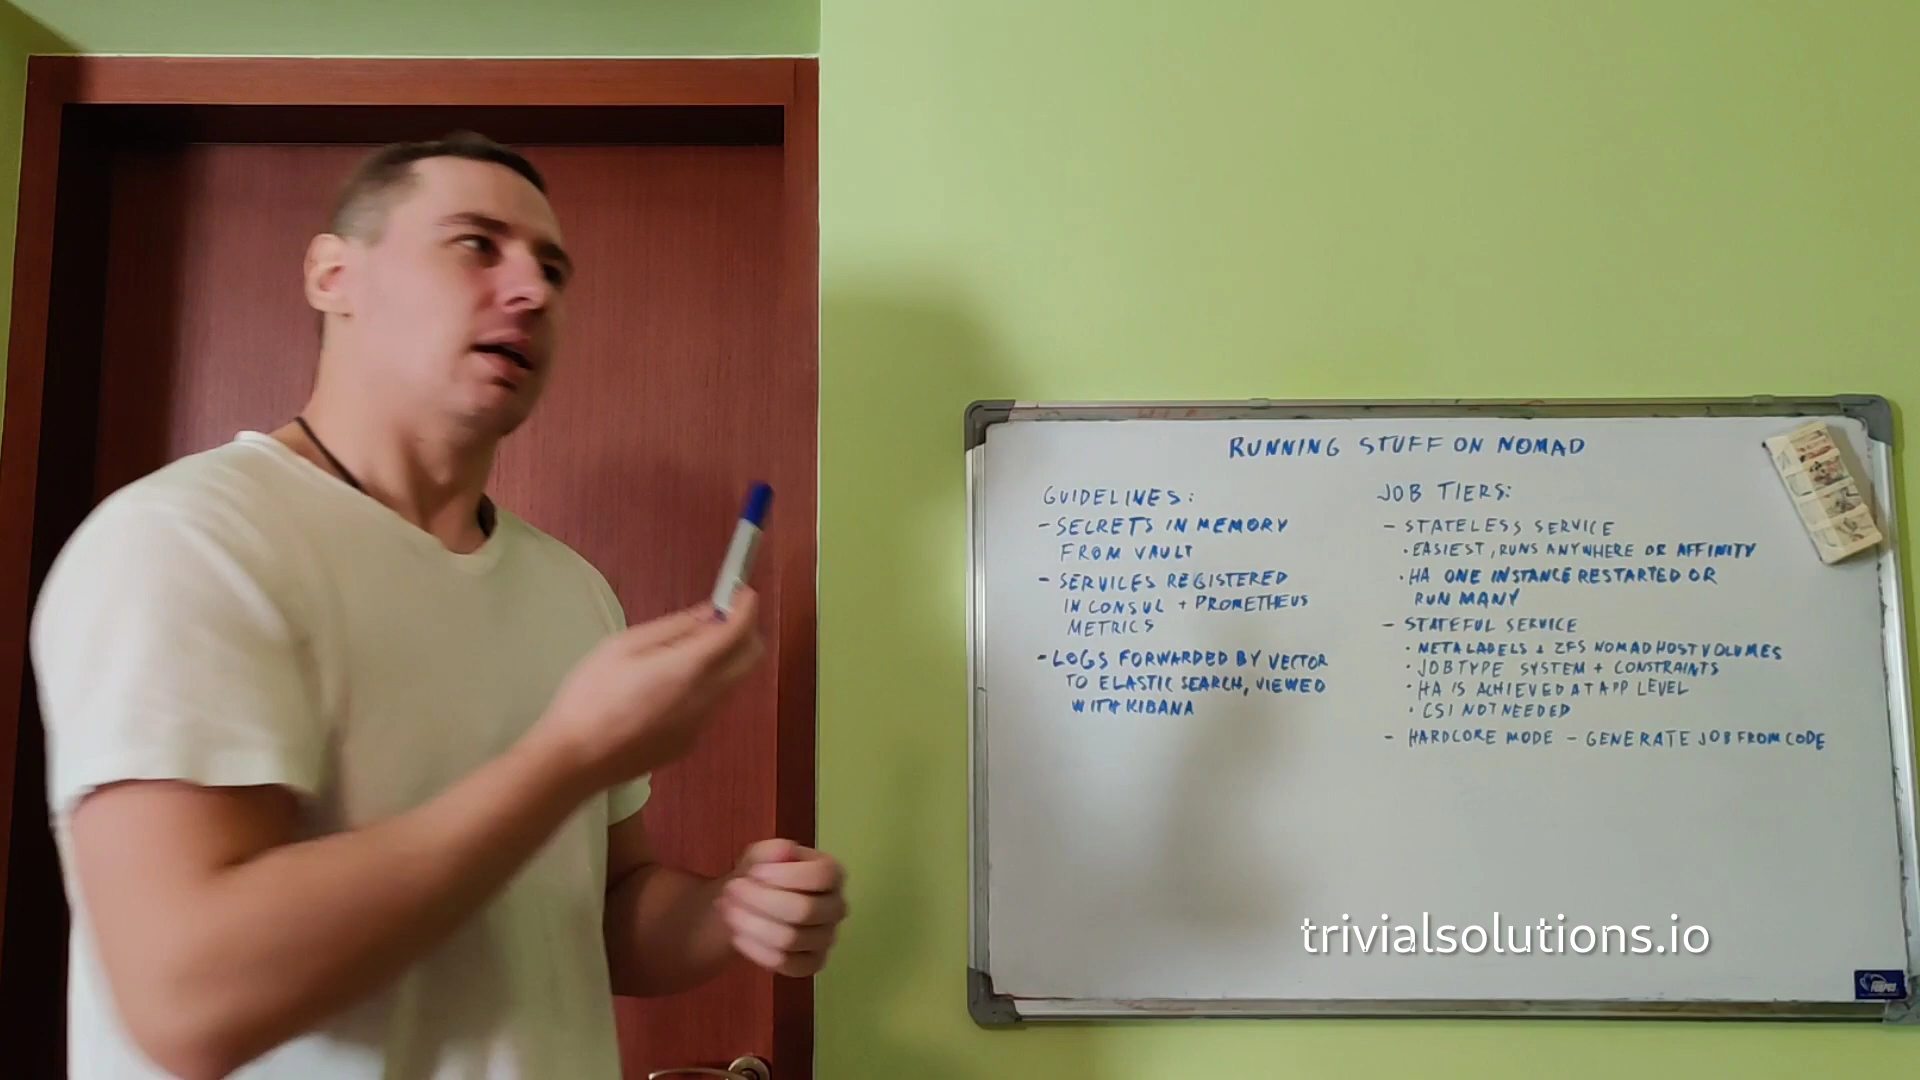 RUNNING STUFF ON NOMAD
GUIDELINES:
- SECRETS IN MEMORY
FROM VAULT
- SERVICES REGISTERED
IN CONSUL + PROMETHEUS
METRICS
- LOGS FORWARDED BY VECTOR
TO ELASTIC SEARCH, VIEWED
WITH KIBANA
JOB TIERS:
- STATELESS SERVICE
· EASIEST, RUNS ANYWHERE OR AFFINITY
· HA ONE INSTANCE RESTARTED OR
RUN MANY
- STATEFUL SERVICE
· META LABELS & ZFS NOMAD HOST VOLUMES
· JOB TYPE SYSTEM + CONSTRAINTS
· HA IS ACHIEVED AT APP LEVEL
· CSI NOT NEEDED
- HARDCORE MODE - GENERATE JOB FROM CODE
trivialsolutions.io